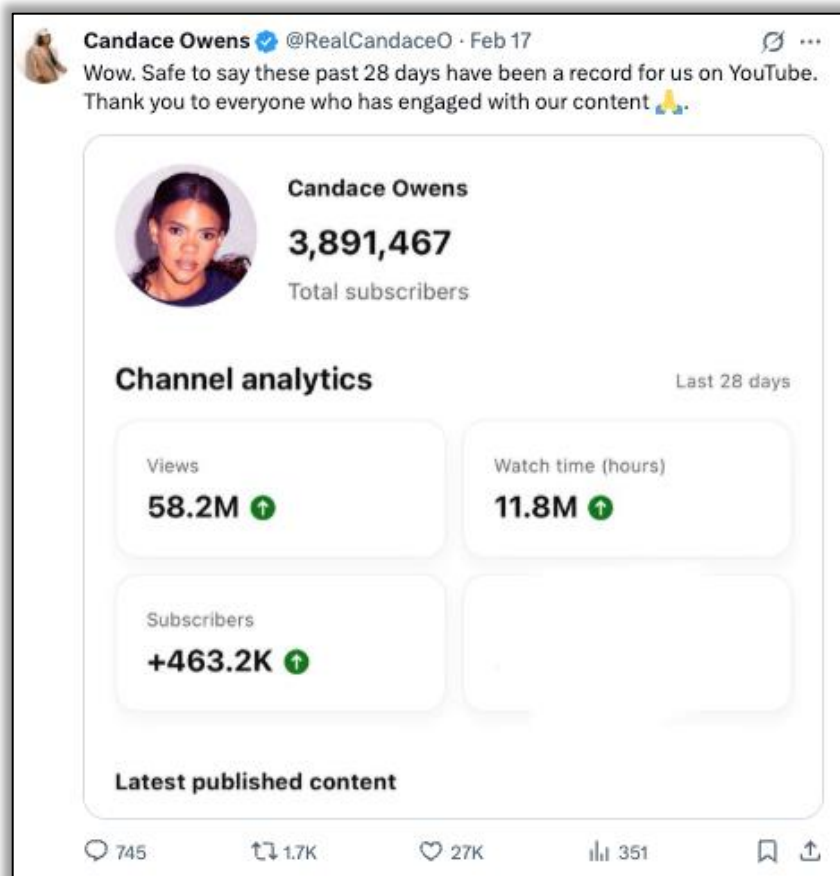 Candace Owens @RealCandaceO · Feb 17
Wow. Safe to say these past 28 days have been a record for us on YouTube.
Thank you to everyone who has engaged with our content 🙏.
Candace Owens
3,891,467
Total subscribers
Channel analytics Last 28 days
Views Watch time (hours)
58.2M 11.8M
Subscribers
+463.2K
Latest published content
745 1.7K 27K 351